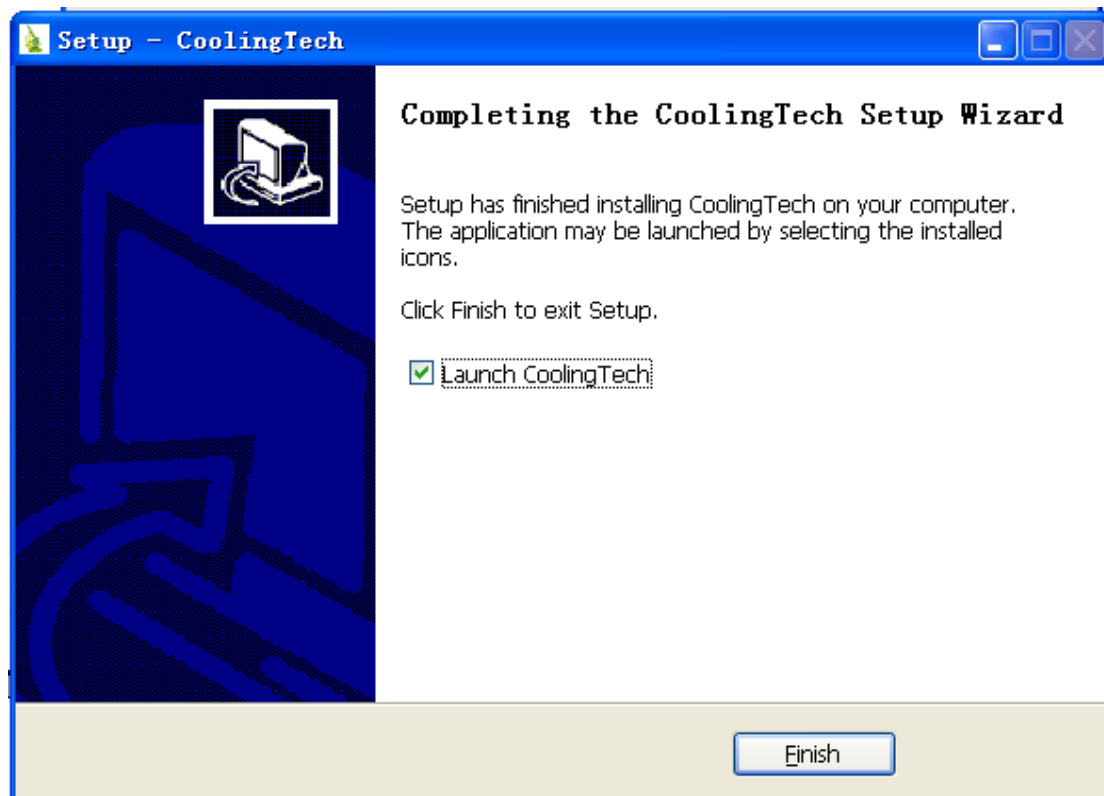 Setup - CoolingTech
Completing the CoolingTech Setup Wizard
Setup has finished installing CoolingTech on your computer.
The application may be launched by selecting the installed
icons.
Click Finish to exit Setup.
Launch CoolingTech
Finish